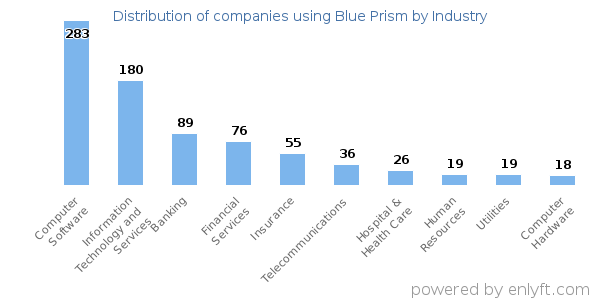 Distribution of companies using Blue Prism by Industry
283
180
89
76
55
36
26
19
19
18
Computer
Software
Information
Technology and
Services
Banking
Financial
Services
Insurance
Telecommunications
Hospital &
Health Care
Human
Resources
Utilities
Computer
Hardware
powered by enlyft.com